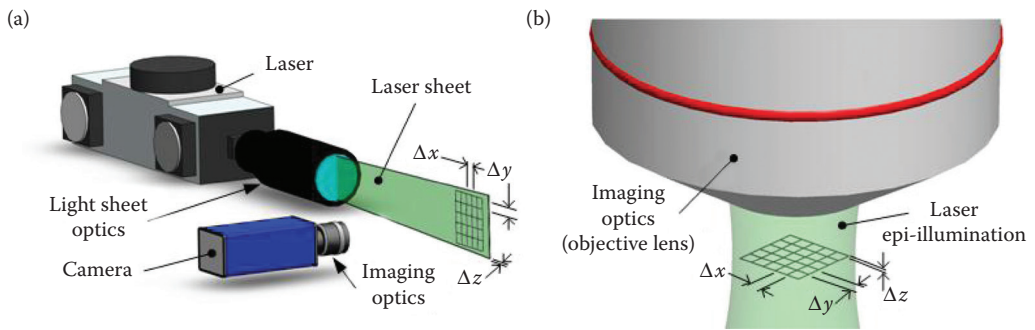 (a)
Laser
Laser sheet
Δx
Δy
Light sheet
optics
Camera
Imaging
optics
Δz
(b)
Imaging
optics
(objective lens)
Laser
epi-illumination
Δx
Δy
Δz